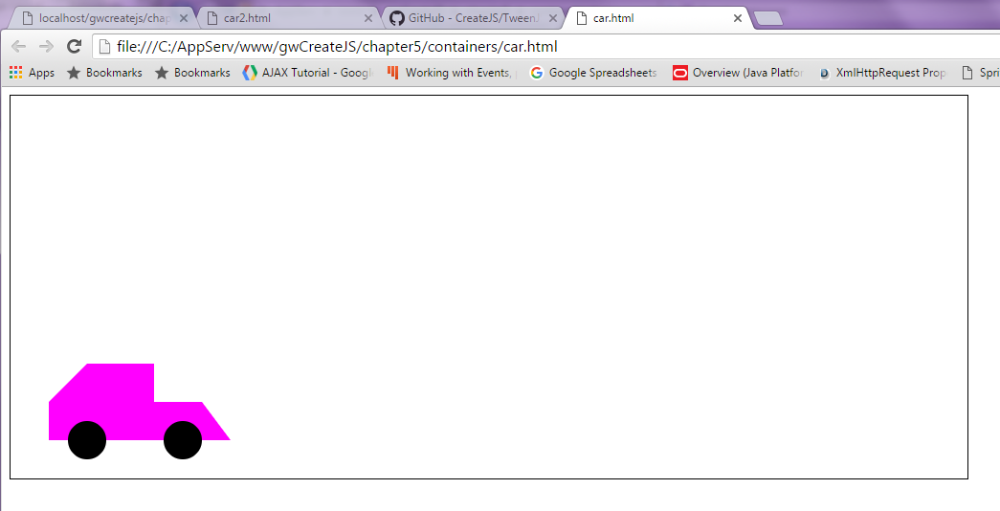 localhost/gwcreatejs/chap car2.html GitHub - CreateJS/Tween car.html
file:///C:/AppServ/www/gwCreateJS/chapter5/containers/car.html
Apps Bookmarks Bookmarks AJAX Tutorial - Googl Working with Events, Google Spreadsheets Overview (Java Platfor XmlHttpRequest Prop Spri